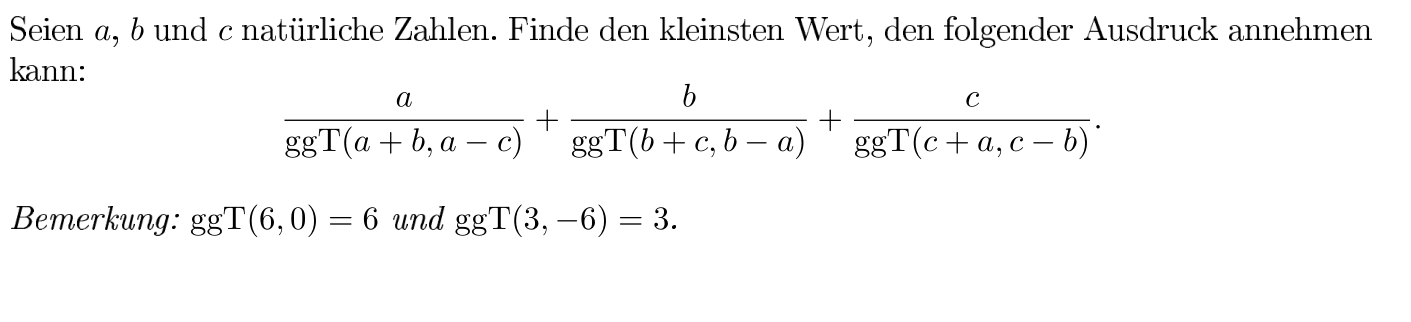 Seien a, b und c natürliche Zahlen. Finde den kleinsten Wert, den folgender Ausdruck annehmen
kann:
a/ggT(a + b, a − c) + b/ggT(b + c, b − a) + c/ggT(c + a, c − b).
Bemerkung: ggT(6, 0) = 6 und ggT(3, −6) = 3.